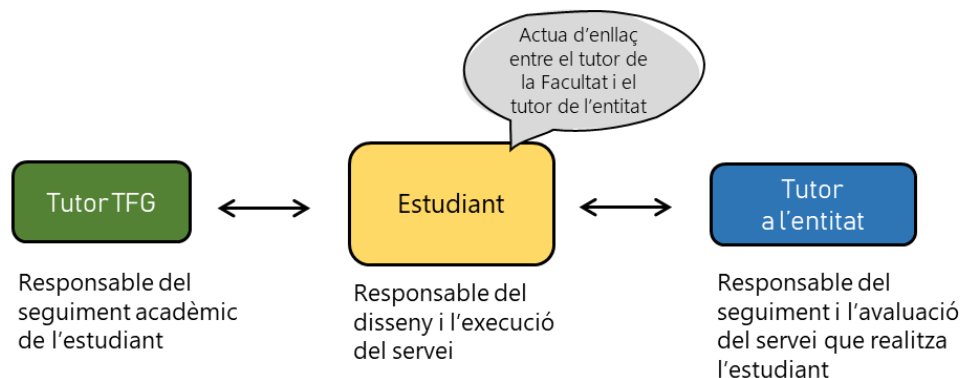 Actua d'enllaç
entre el tutor de
la Facultat i el
tutor de l'entitat
Tutor TFG
Estudiant
Tutor
a l'entitat
Responsable del
seguiment acadèmic
de l'estudiant
Responsable del
disseny i l'execució
del servei
Responsable del
seguiment i l'avaluació
del servei que realitza
l'estudiant